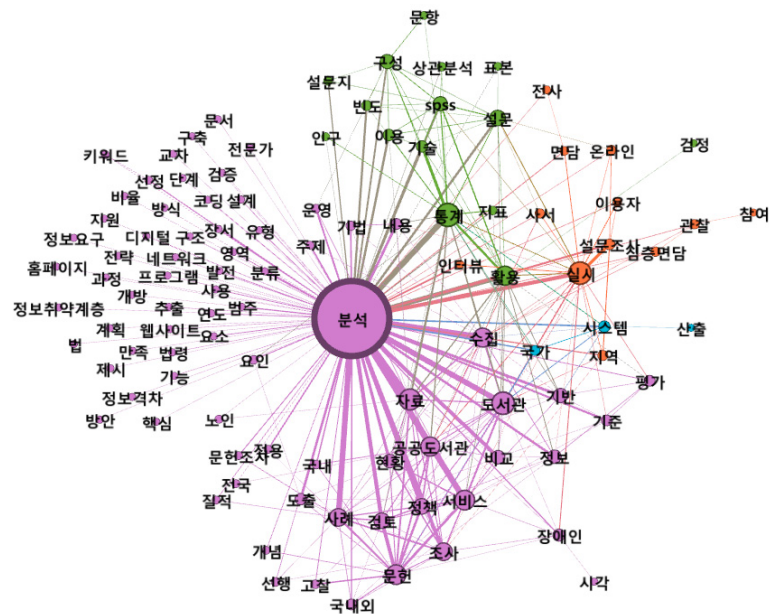 문항
구성
상관분석
표본
설문지
전사
빈도
spss
설문
문서
구축
인구
이용
기술
키워드
교차
전문가
면담
온라인
검정
선정
단계
검증
비율
방식
코딩
설계
운영
기법
내용
통계
지표
사서
이용자
관찰
참여
지원
정보요구
디지털
구조
장서
유형
주제
설문조사
심층면담
전략
네트워크
영역
홈페이지
과정
프로그램
발전
분류
인터뷰
활용
실시
개방
사용
정보취약계층
추출
연도
범주
분석
시스템
산출
계획
웹사이트
요소
수집
국가
법
만족
법령
요인
지역
제시
기능
평가
정보격차
자료
도서관
기반
방안
핵심
노인
기준
공공도서관
문헌조사
적용
국내
현황
비교
정보
전국
질적
도출
사례
검토
정책
서비스
장애인
개념
조사
선행
고찰
문헌
시각
국내외